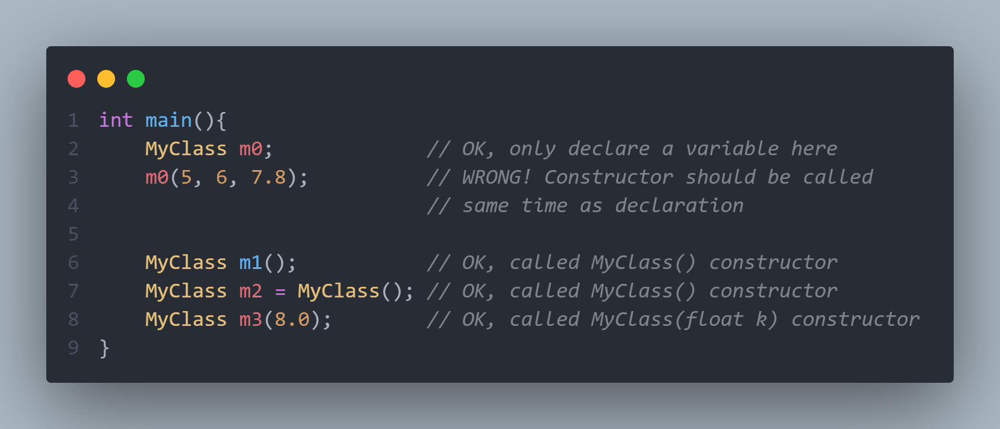 1 int main(){
2     MyClass m0;             // OK, only declare a variable here
3     m0(5, 6, 7.8);          // WRONG! Constructor should be called
4                             // same time as declaration
5
6     MyClass m1();           // OK, called MyClass() constructor
7     MyClass m2 = MyClass(); // OK, called MyClass() constructor
8     MyClass m3(8.0);        // OK, called MyClass(float k) constructor
9 }